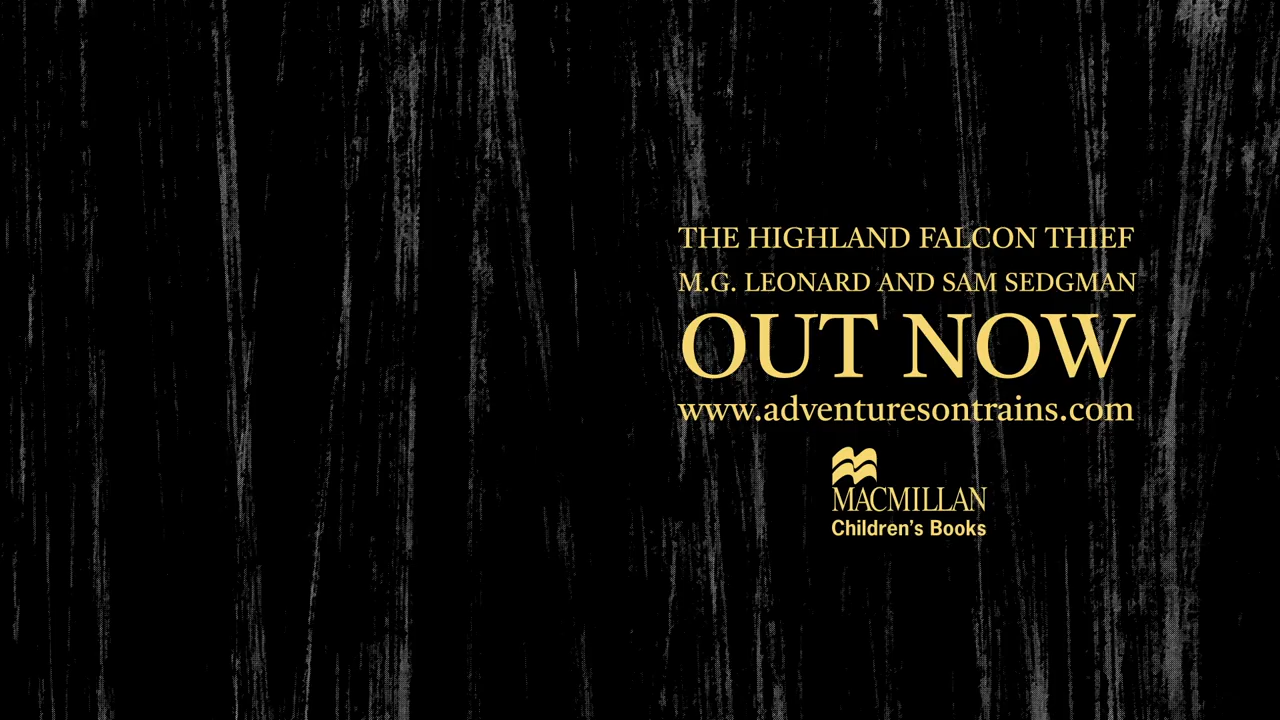 THE HIGHLAND FALCON THIEF
M.G. LEONARD AND SAM SEDGMAN
OUT NOW
www.adventuresontrains.com
MACMILLAN
Children's Books